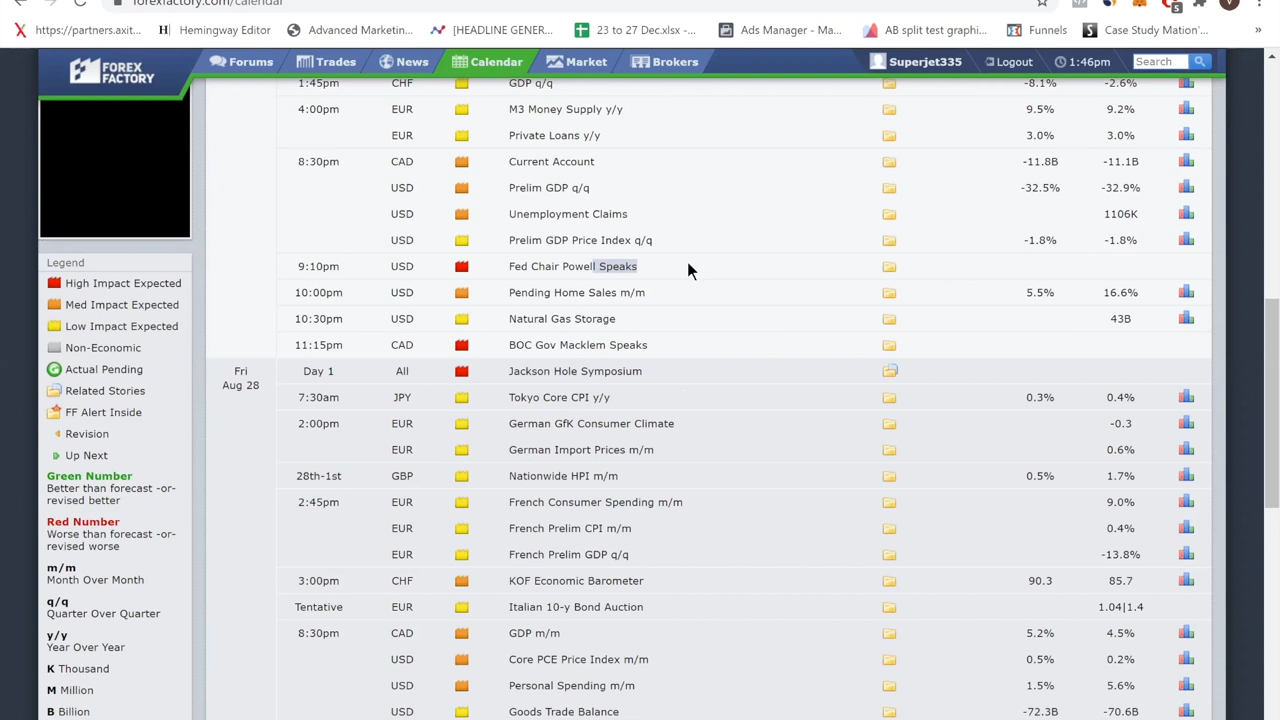 forexfactory.com/calendar
5
V
https://partners.axit...
Hemingway Editor
Advanced Marketin...
[HEADLINE GENER...
23 to 27 Dec.xlsx -...
Ads Manager - Ma...
AB split test graphi...
Funnels
Case Study Mation'...
»
FOREX FACTORY
Forums
Trades
News
Calendar
Market
Brokers
Superjet335
Logout
1:46pm
Search
1:45pm CHF GDP q/q -8.1% -2.6%
4:00pm EUR M3 Money Supply y/y 9.5% 9.2%
EUR Private Loans y/y 3.0% 3.0%
8:30pm CAD Current Account -11.8B -11.1B
USD Prelim GDP q/q -32.5% -32.9%
USD Unemployment Claims 1106K
USD Prelim GDP Price Index q/q -1.8% -1.8%
9:10pm USD Fed Chair Powell Speaks
10:00pm USD Pending Home Sales m/m 5.5% 16.6%
10:30pm USD Natural Gas Storage 43B
11:15pm CAD BOC Gov Macklem Speaks
Fri
Aug 28
Day 1 All Jackson Hole Symposium
7:30am JPY Tokyo Core CPI y/y 0.3% 0.4%
2:00pm EUR German GfK Consumer Climate -0.3
EUR German Import Prices m/m 0.6%
28th-1st GBP Nationwide HPI m/m 0.5% 1.7%
2:45pm EUR French Consumer Spending m/m 9.0%
EUR French Prelim CPI m/m 0.4%
EUR French Prelim GDP q/q -13.8%
3:00pm CHF KOF Economic Barometer 90.3 85.7
Tentative EUR Italian 10-y Bond Auction 1.04|1.4
8:30pm CAD GDP m/m 5.2% 4.5%
USD Core PCE Price Index m/m 0.5% 0.2%
USD Personal Spending m/m 1.5% 5.6%
USD Goods Trade Balance -72.3B -70.6B
Legend
High Impact Expected
Med Impact Expected
Low Impact Expected
Non-Economic
Actual Pending
Related Stories
FF Alert Inside
Revision
Up Next
Green Number
Better than forecast -or-
revised better
Red Number
Worse than forecast -or-
revised worse
m/m
Month Over Month
q/q
Quarter Over Quarter
y/y
Year Over Year
K Thousand
M Million
B Billion